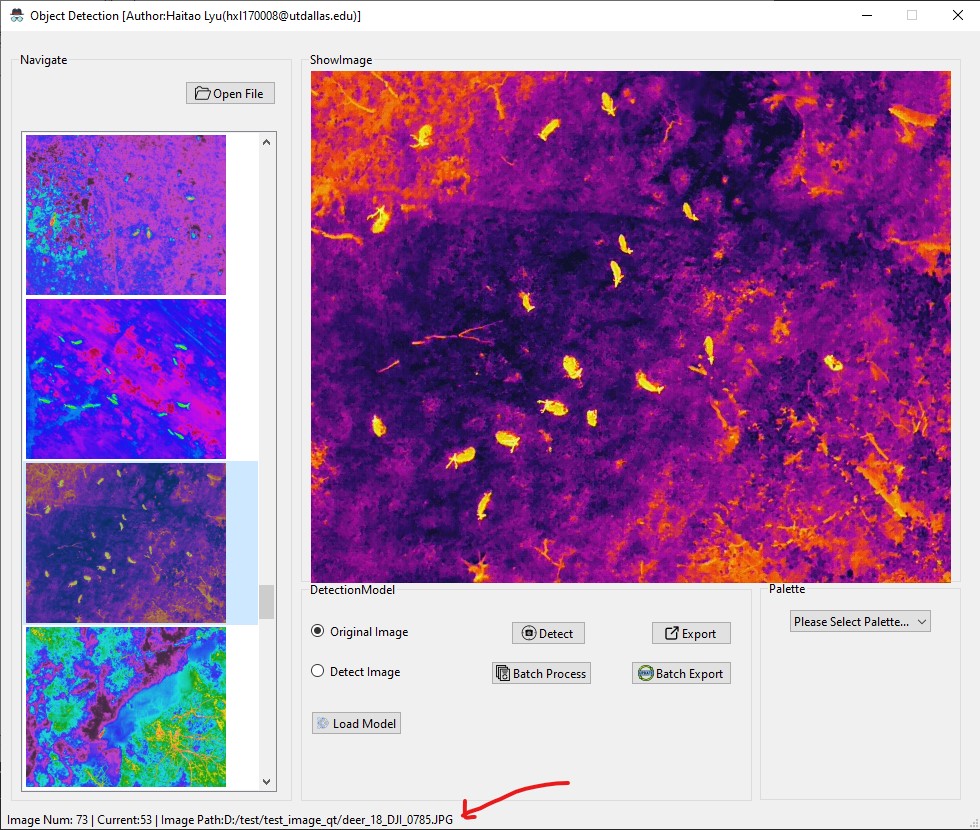 Object Detection [Author:Haitao Lyu(hxl170008@utdallas.edu)]
Navigate
Open File
ShowImage
DetectionModel
Original Image
Detect
Export
Detect Image
Batch Process
Batch Export
Load Model
Palette
Please Select Palette...
Image Num: 73 | Current:53 | Image Path:D:/test/test_image_qt/deer_18_DJI_0785.JPG